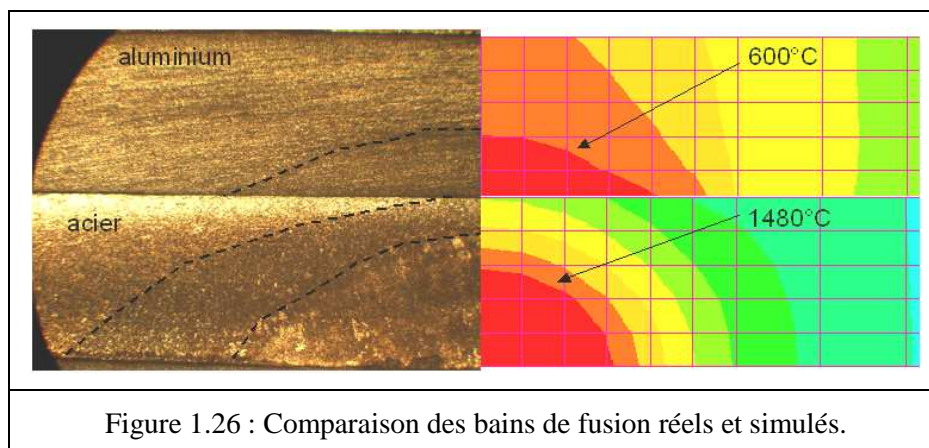 aluminium
600°C
acier
1480°C
Figure 1.26 : Comparaison des bains de fusion réels et simulés.